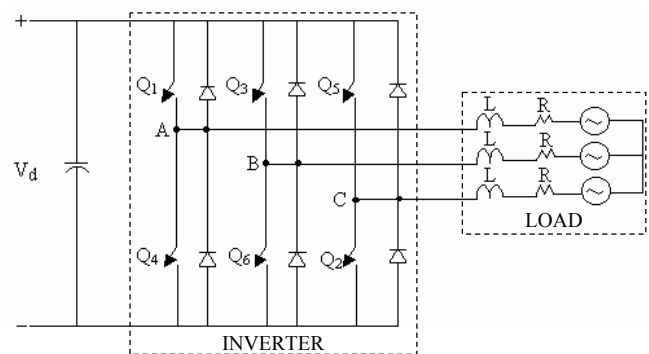 +
Q1 Q3 Q5
L R
A
L R
B
Vd
L R
C
LOAD
Q4 Q6 Q2
−
INVERTER